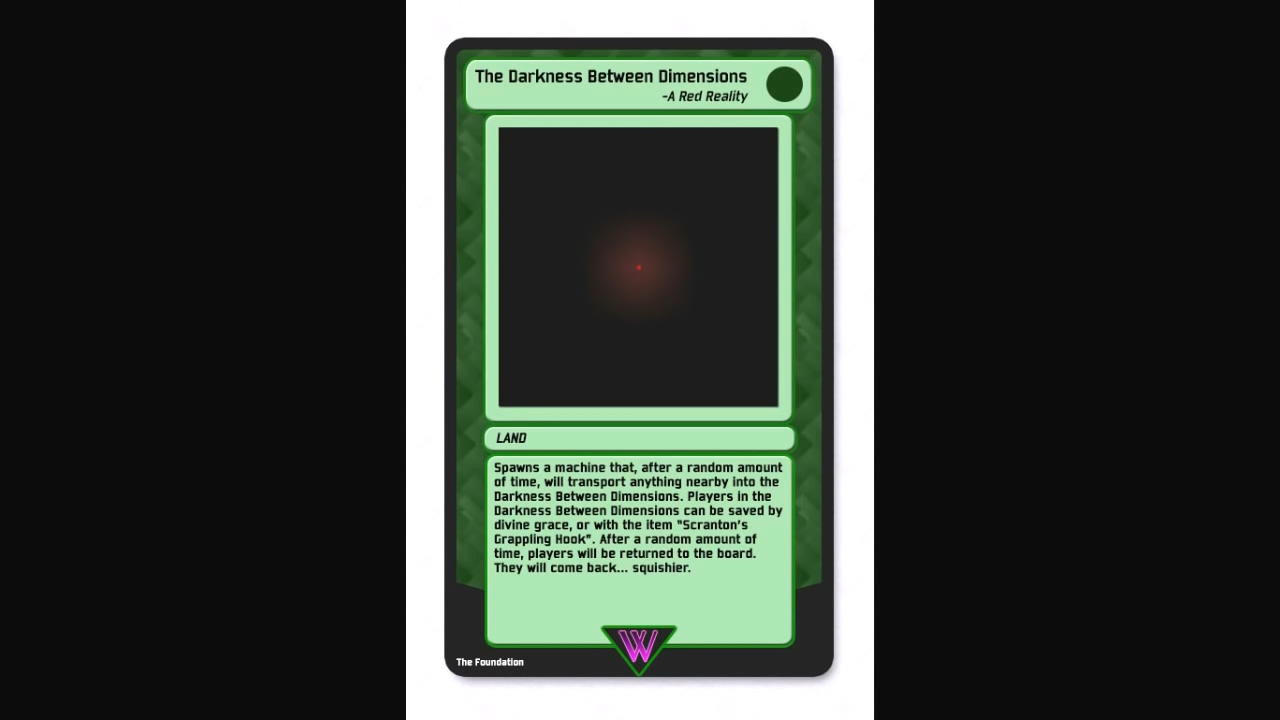 The Darkness Between Dimensions
-A Red Reality
LAND
Spawns a machine that, after a random amount
of time, will transport anything nearby into the
Darkness Between Dimensions. Players in the
Darkness Between Dimensions can be saved by
divine grace, or with the item "Scranton's
Grappling Hook". After a random amount of
time, players will be returned to the board.
They will come back... squishier.
W
The Foundation